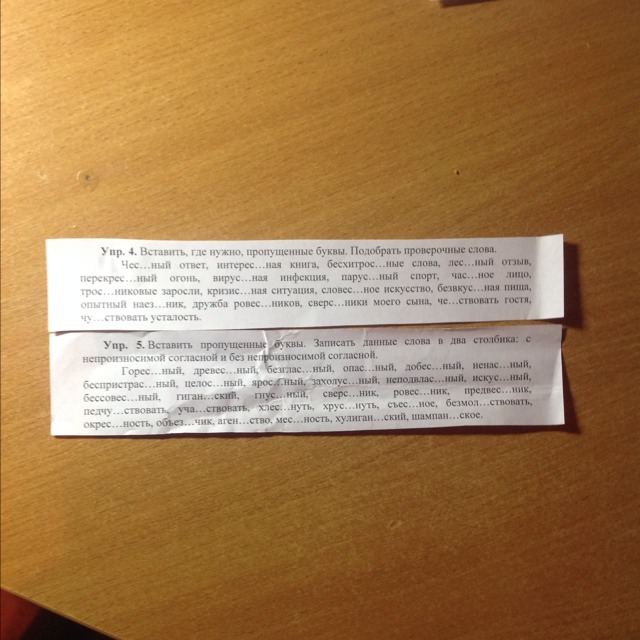 Упр. 4. Вставить, где нужно, пропущенные буквы. Подобрать проверочные слова.
Чес…ный ответ, интерес…ная книга, бесхитрос…ные слова, лес…ный отзыв,
перекрес…ный огонь, вирус…ная инфекция, парус…ный спорт, час…ное лицо,
трос…никовые заросли, кризис…ная ситуация, словес…ное искусство, безвкус…ная пища,
опытный наез…ник, дружба ровес…ников, сверс…ники моего сына, че…ствовать гостя,
чу…ствовать усталость.
Упр. 5. Вставить пропущенные буквы. Записать данные слова в два столбика: с
непроизносимой согласной и без непроизносимой согласной.
Горес…ный, древес…ный, безглас…ный, опас…ный, добес…ный, ненас…ный,
беспристрас…ный, целос…ный, ярос…ный, захолус…ный, неподвлас…ный, искус…ный,
бессовес…ный, гиган…ский, гнус…ный, сверс…ник, ровес…ник, предвес…ник,
педчу…ствовать, уча…ствовать, хлес…нуть, хрус…нуть, съес…ное, безмол…ствовать,
окрес…ность, объез…чик, аген…ство, мес…ность, хулиган…ский, шампан…ское.